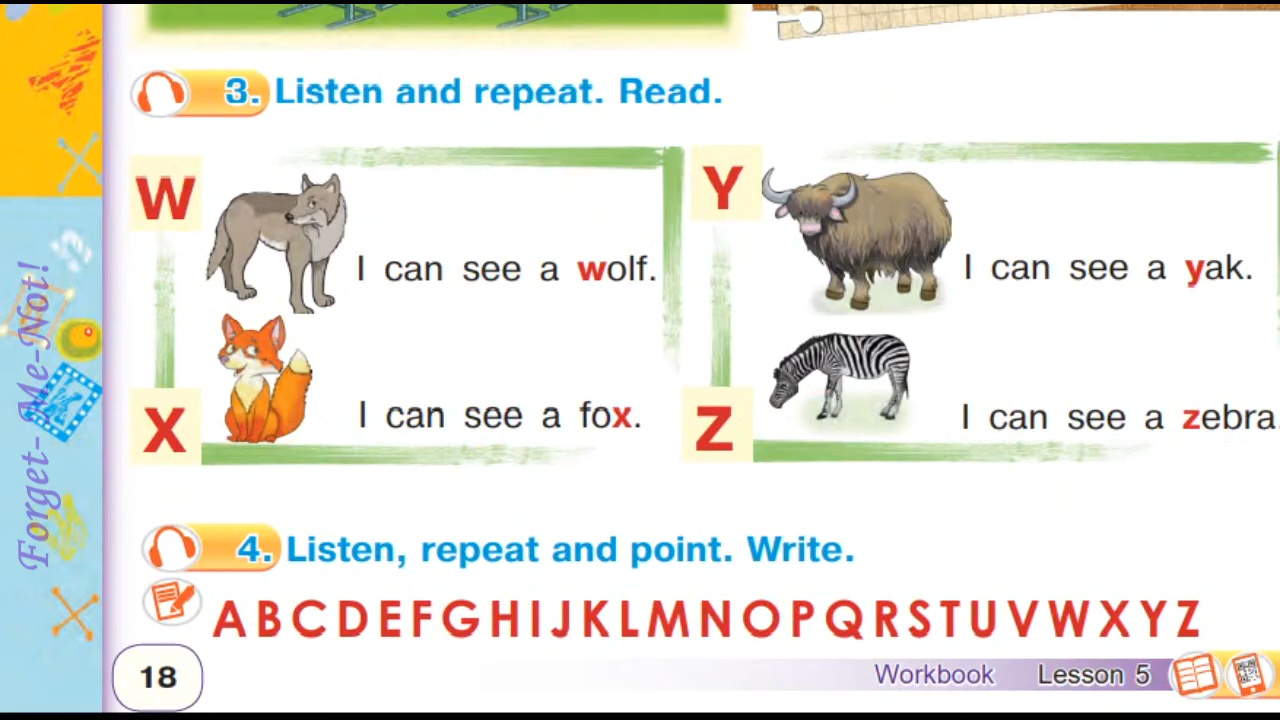 3. Listen and repeat. Read.
W
I can see a wolf.
Y
I can see a yak.
X
I can see a fox.
Z
I can see a zebra.
4. Listen, repeat and point. Write.
ABCDEFGHIJKLMNOPQRSTUVWXYZ
Forget-Me-Not!
18
Workbook Lesson 5